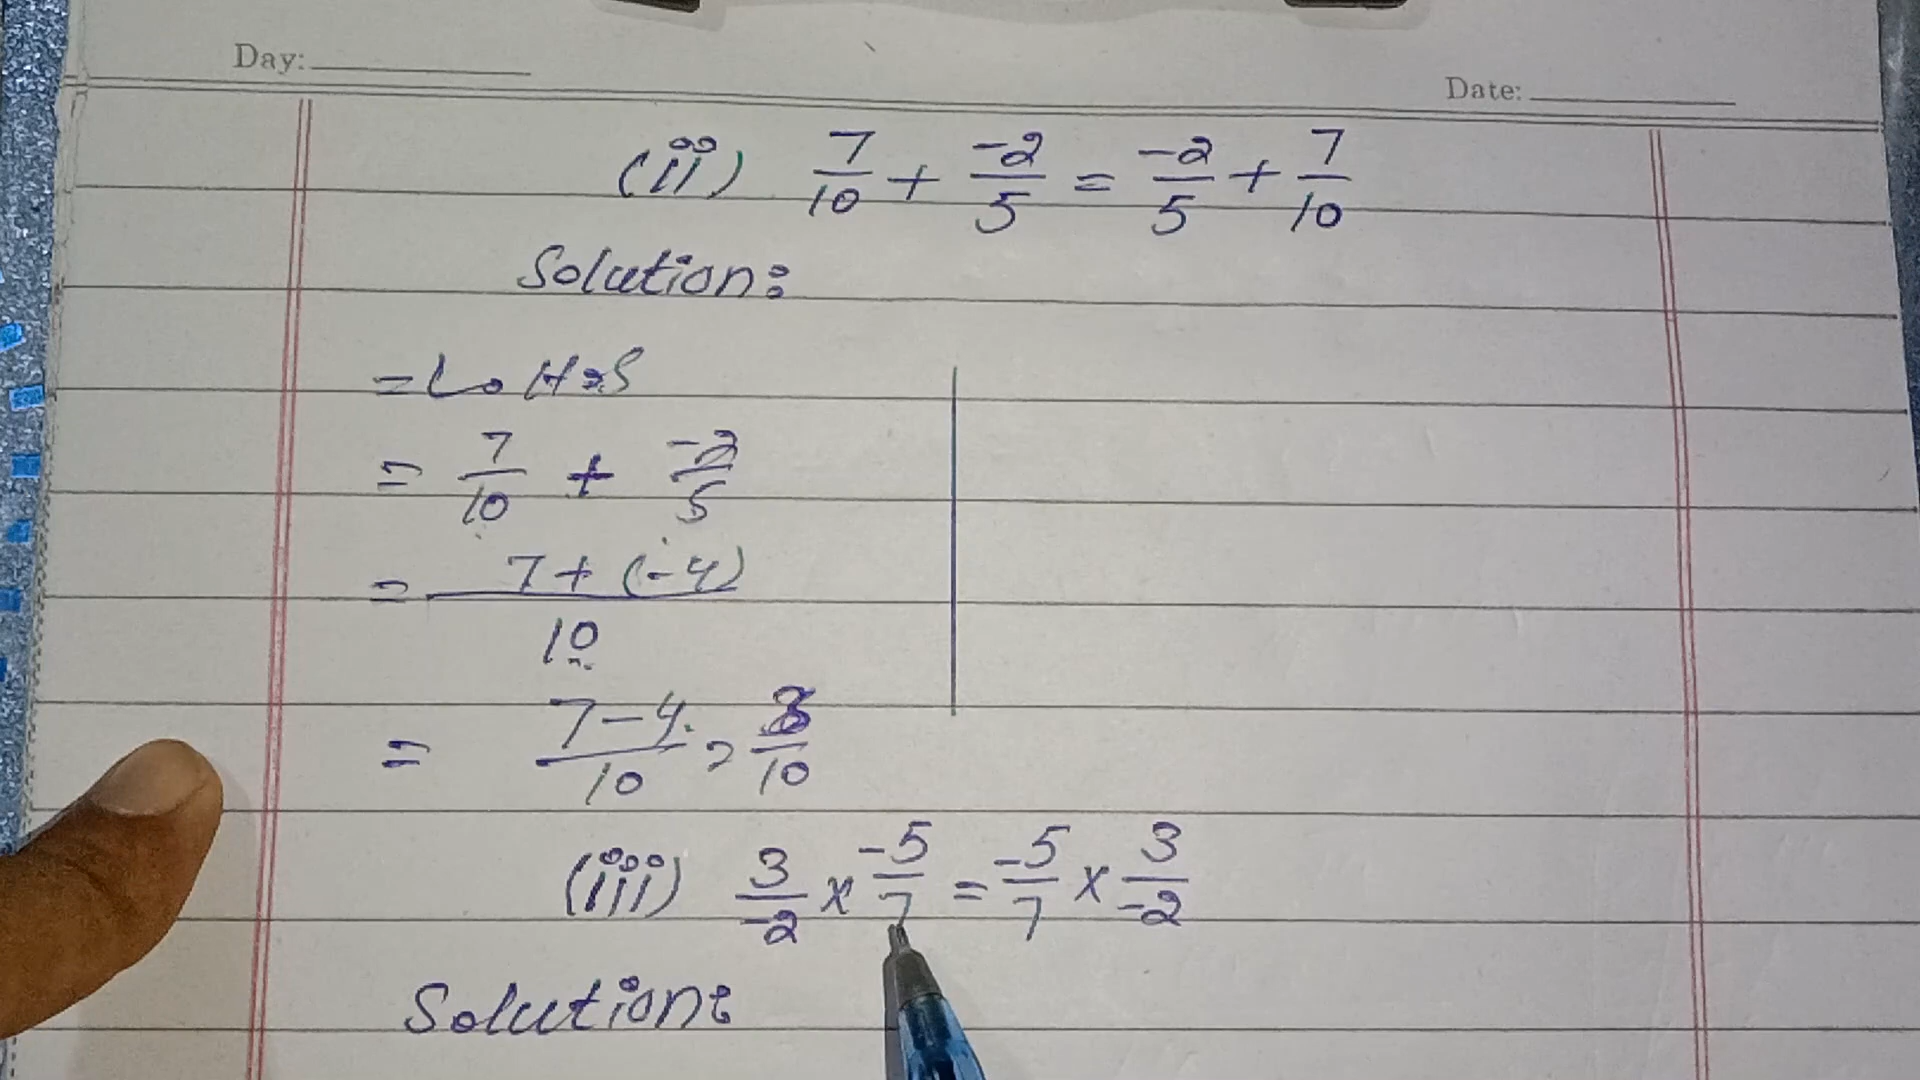 Day:
Date:
(ii) 7/10 + -2/5 = -2/5 + 7/10
Solution:
= L.H.S
= 7/10 + -2/5
= 7+(-4)/10
= 7-4/10 = 3/10
(iii) 3/-2 × -5/7 = -5/7 × 3/-2
Solution: